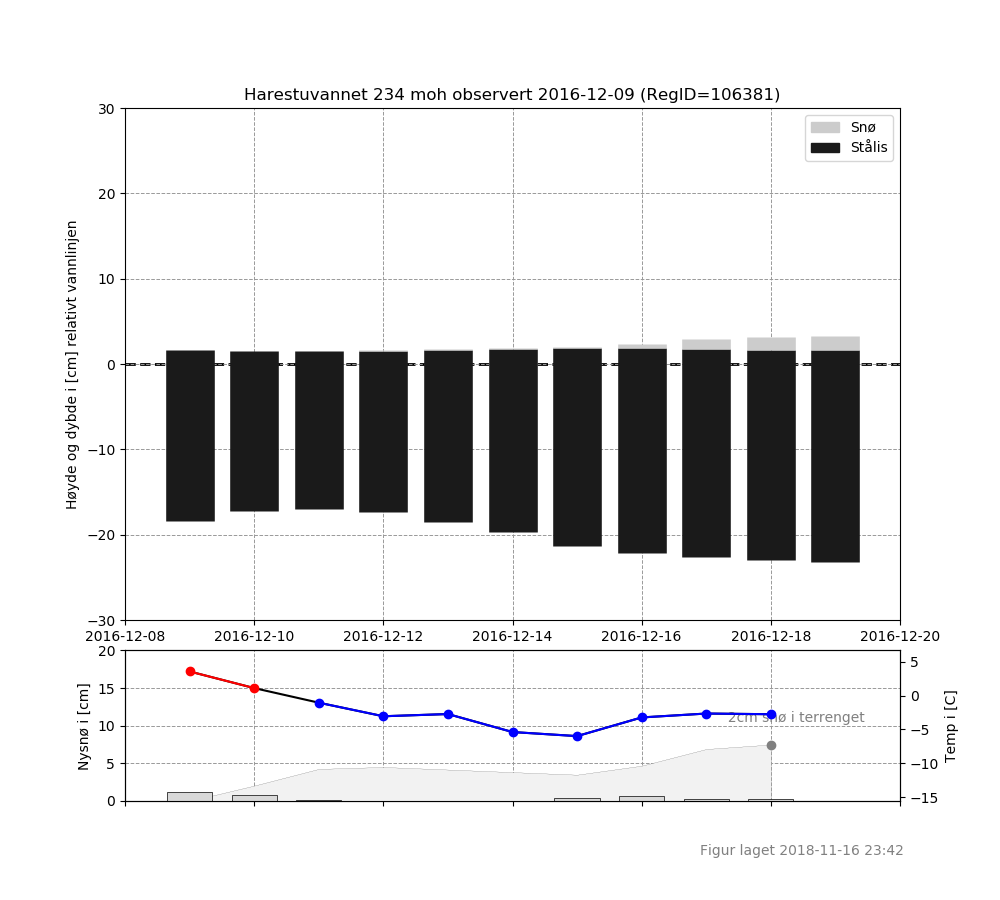 Harestuvannet 234 moh observert 2016-12-09 (RegID=106381)
Snø
Stålis
Høyde og dybde i [cm] relativt vannlinjen
30
20
10
0
−10
−20
−30
2016-12-08 2016-12-10 2016-12-12 2016-12-14 2016-12-16 2016-12-18 2016-12-20
Nysnø i [cm]
20
15
10
5
0
2cm snø i terrenget
5
0
−5
−10
−15
Temp i [C]
Figur laget 2018-11-16 23:42